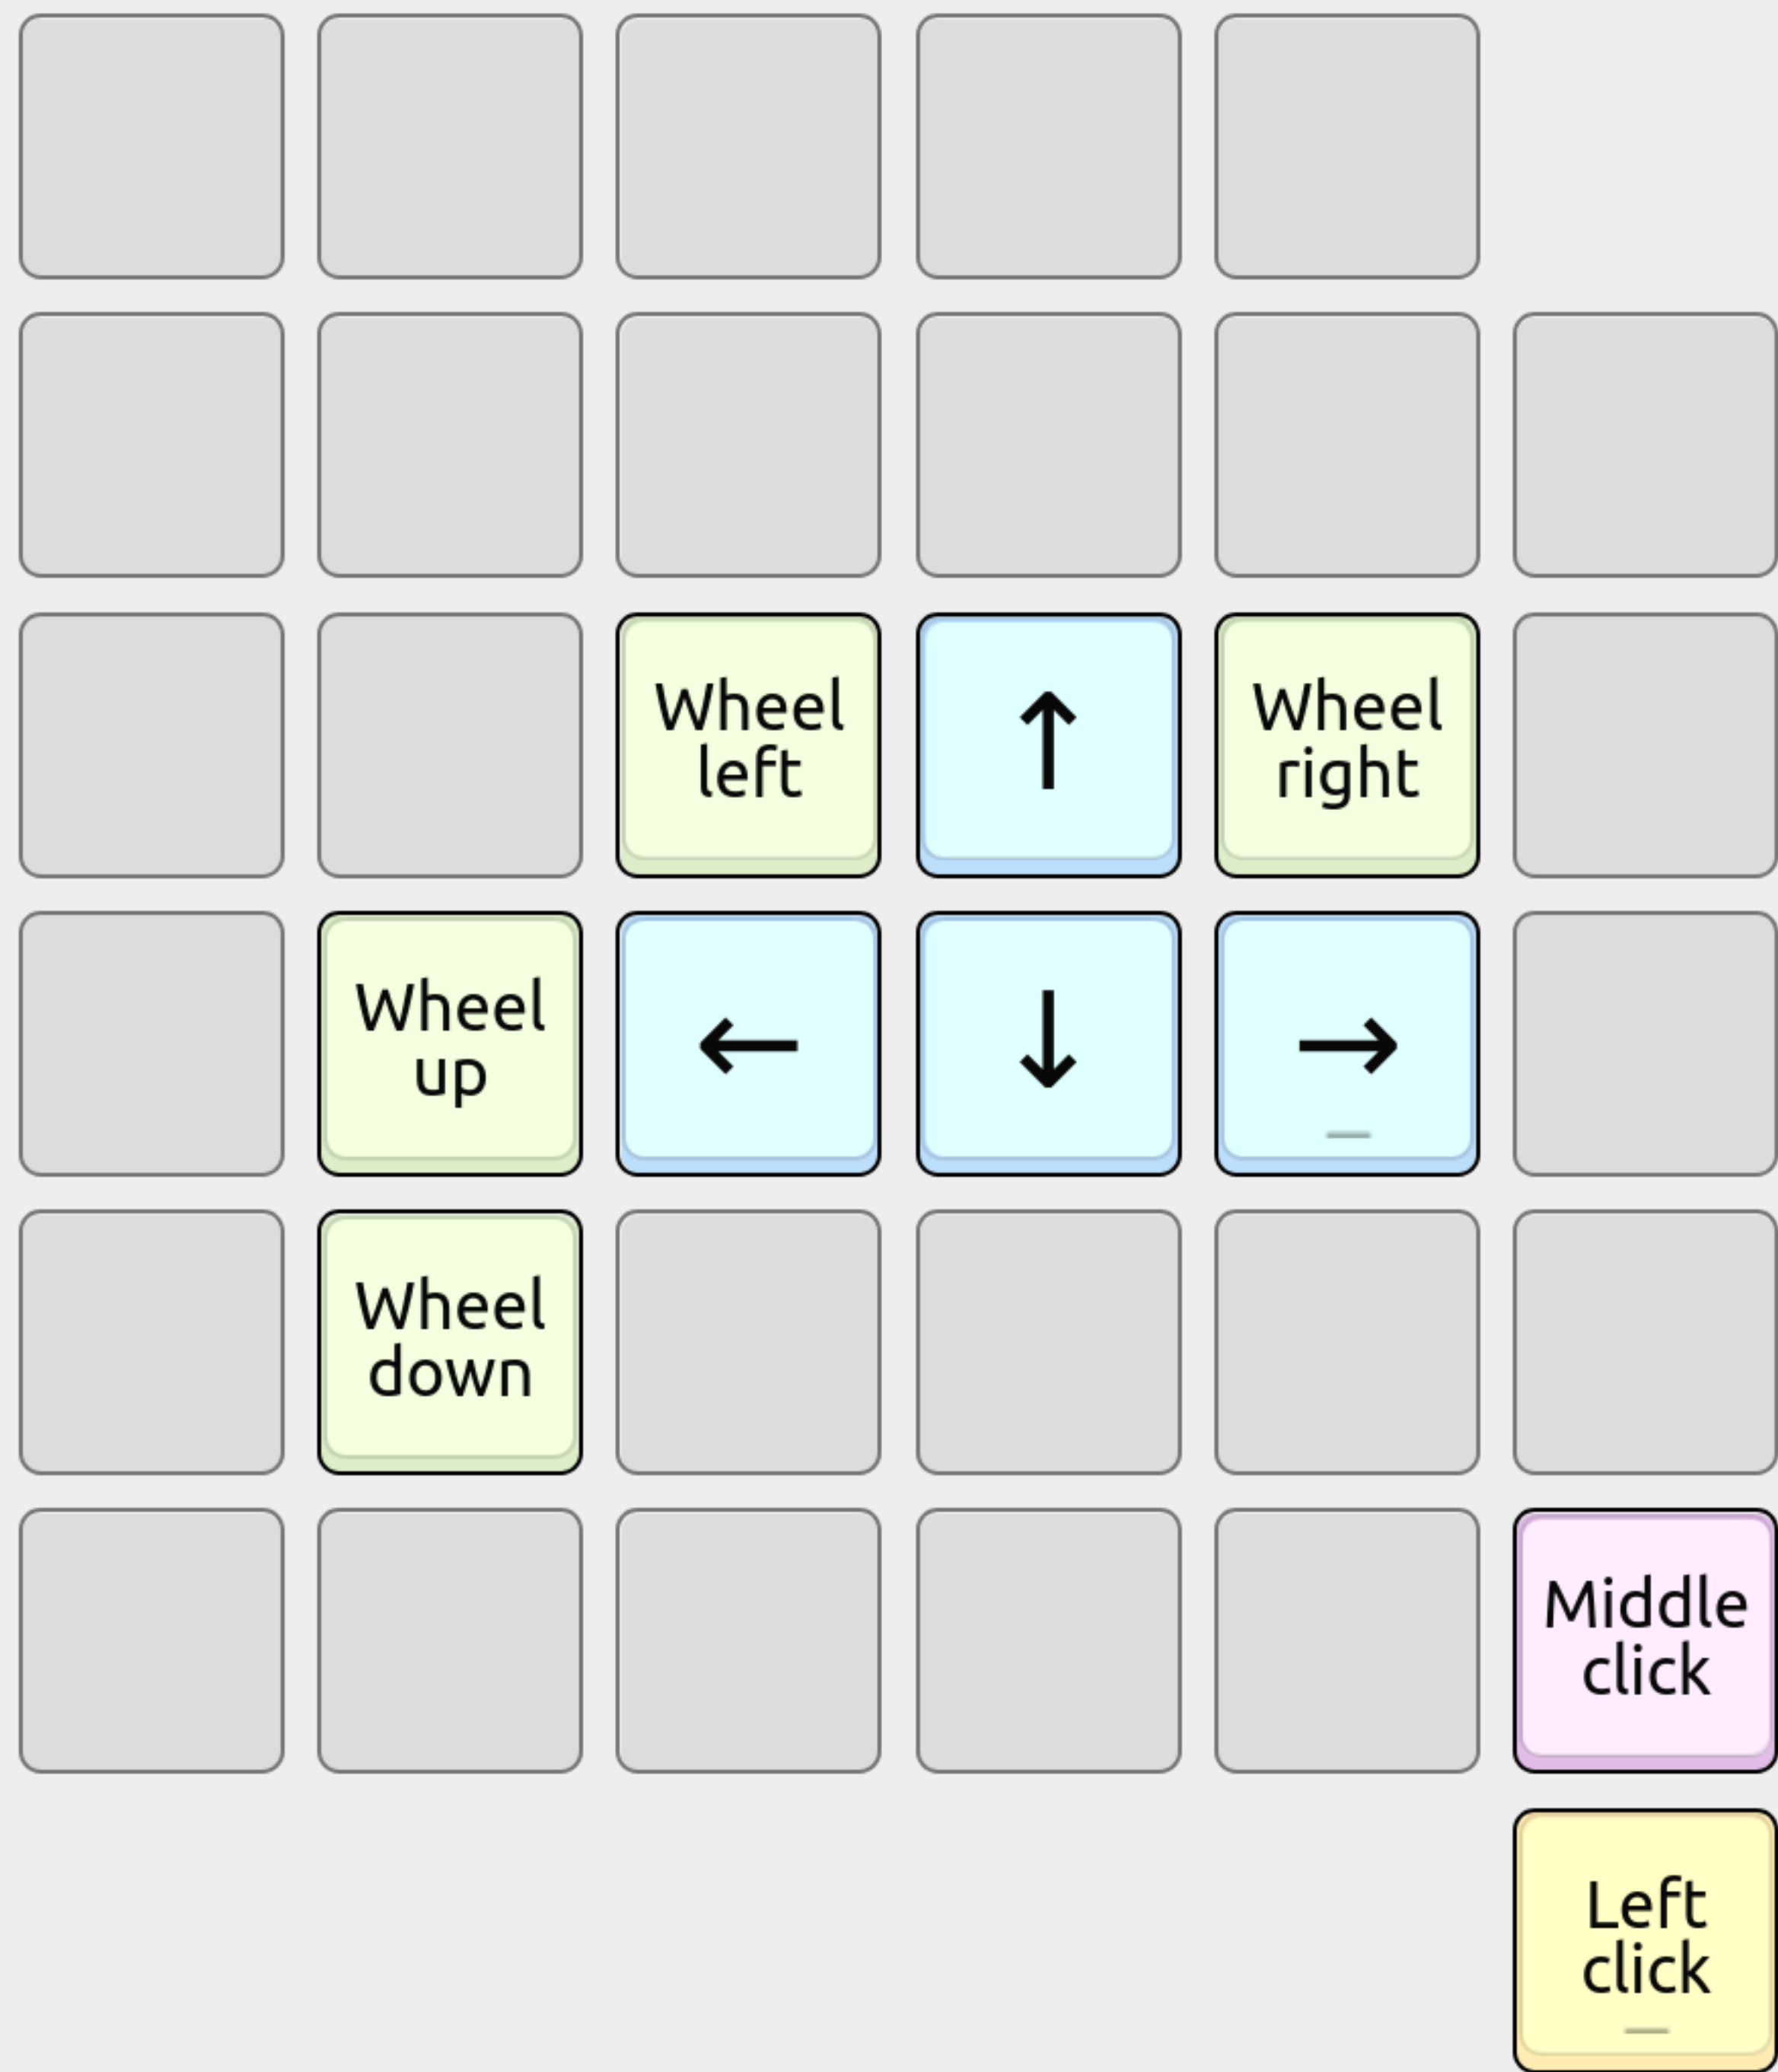 Wheel
left
↑
Wheel
right
Wheel
up
←
↓
→
Wheel
down
Middle
click
Left
click